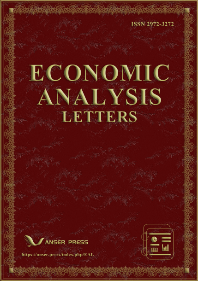 ISSN 2972-3272
ECONOMIC
ANALYSIS
LETTERS
ANSER PRESS